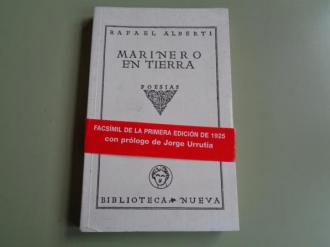 RAFAEL ALBERTI
MARINERO
EN TIERRA
POESIAS
FACSÍMIL DE LA PRIMERA EDICIÓN DE 1925
con prólogo de Jorge Urrutia
BIBLIOTECA NUEVA